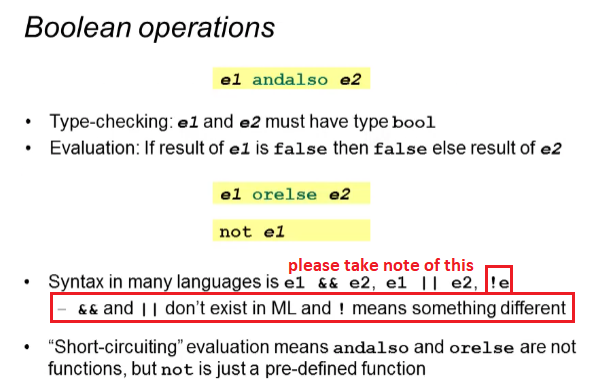 Boolean operations
e1 andalso e2
• Type-checking: e1 and e2 must have type bool
• Evaluation: If result of e1 is false then false else result of e2
e1 orelse e2
not e1
please take note of this
• Syntax in many languages is e1 && e2, e1 || e2, !e
– && and || don't exist in ML and ! means something different
• “Short-circuiting” evaluation means andalso and orelse are not
functions, but not is just a pre-defined function